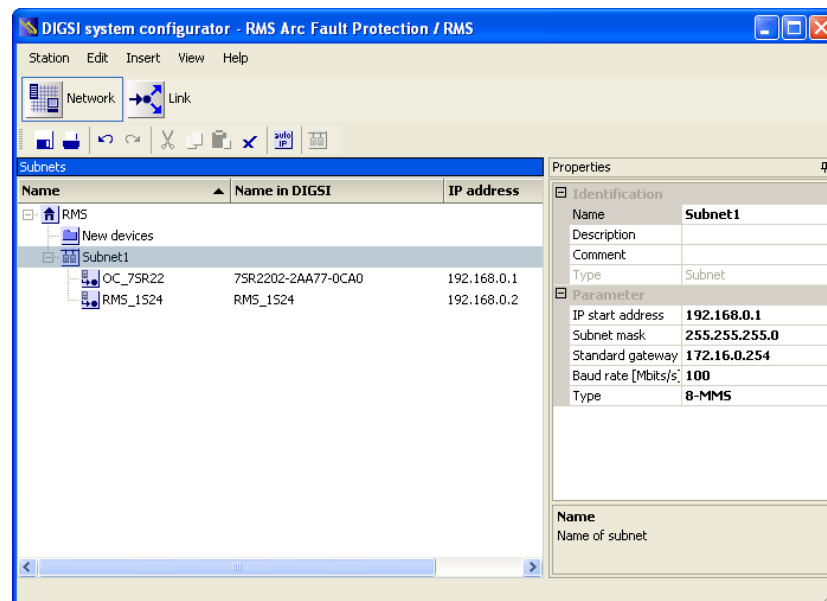 DIGSI system configurator - RMS Arc Fault Protection / RMS
Station Edit Insert View Help
Network Link
auto IP
Subnets
Name Name in DIGSI IP address
RMS
New devices
Subnet1
OC_7SR22 7SR2202-2AA77-0CA0 192.168.0.1
RMS_1S24 RMS_1S24 192.168.0.2
Properties
Identification
Name Subnet1
Description
Comment
Type Subnet
Parameter
IP start address 192.168.0.1
Subnet mask 255.255.255.0
Standard gateway 172.16.0.254
Baud rate [Mbits/s] 100
Type 8-MMS
Name
Name of subnet